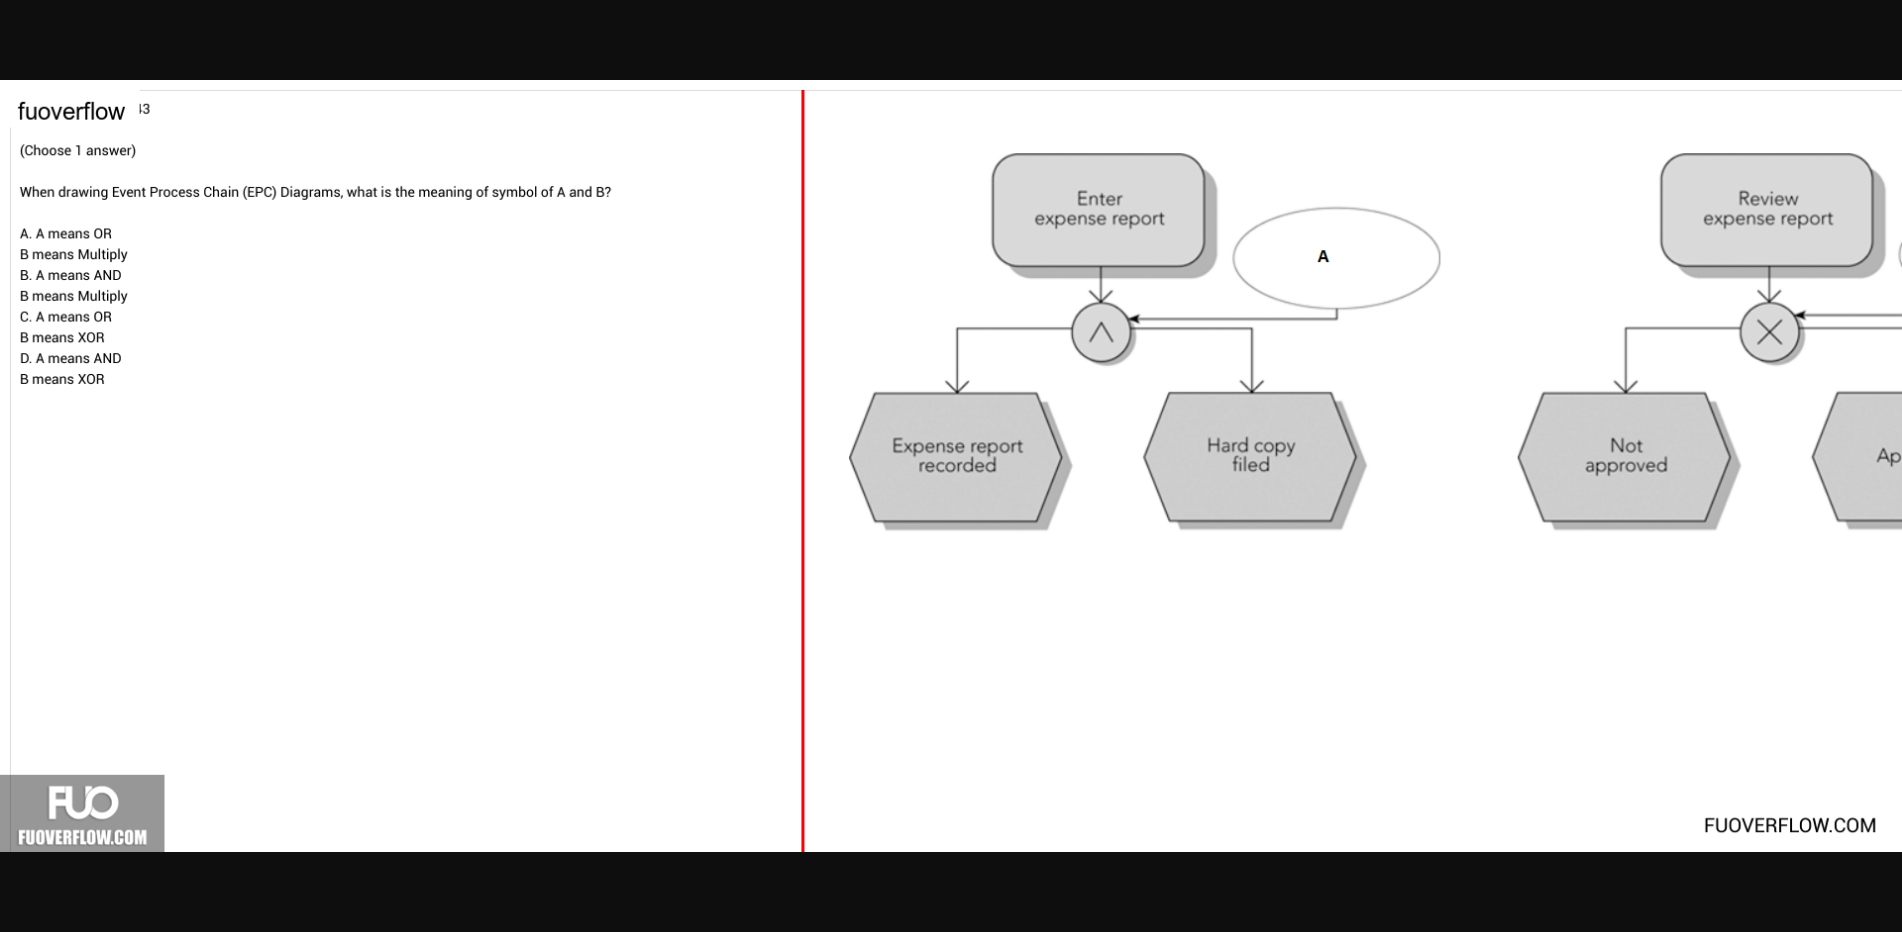 fuoverflow
43
(Choose 1 answer)
When drawing Event Process Chain (EPC) Diagrams, what is the meaning of symbol of A and B?
A. A means OR
B means Multiply
B. A means AND
B means Multiply
C. A means OR
B means XOR
D. A means AND
B means XOR
Enter
expense report
A
Expense report
recorded
Hard copy
filed
Review
expense report
Not
approved
Ap
FUO
FUOVERFLOW.COM
FUOVERFLOW.COM